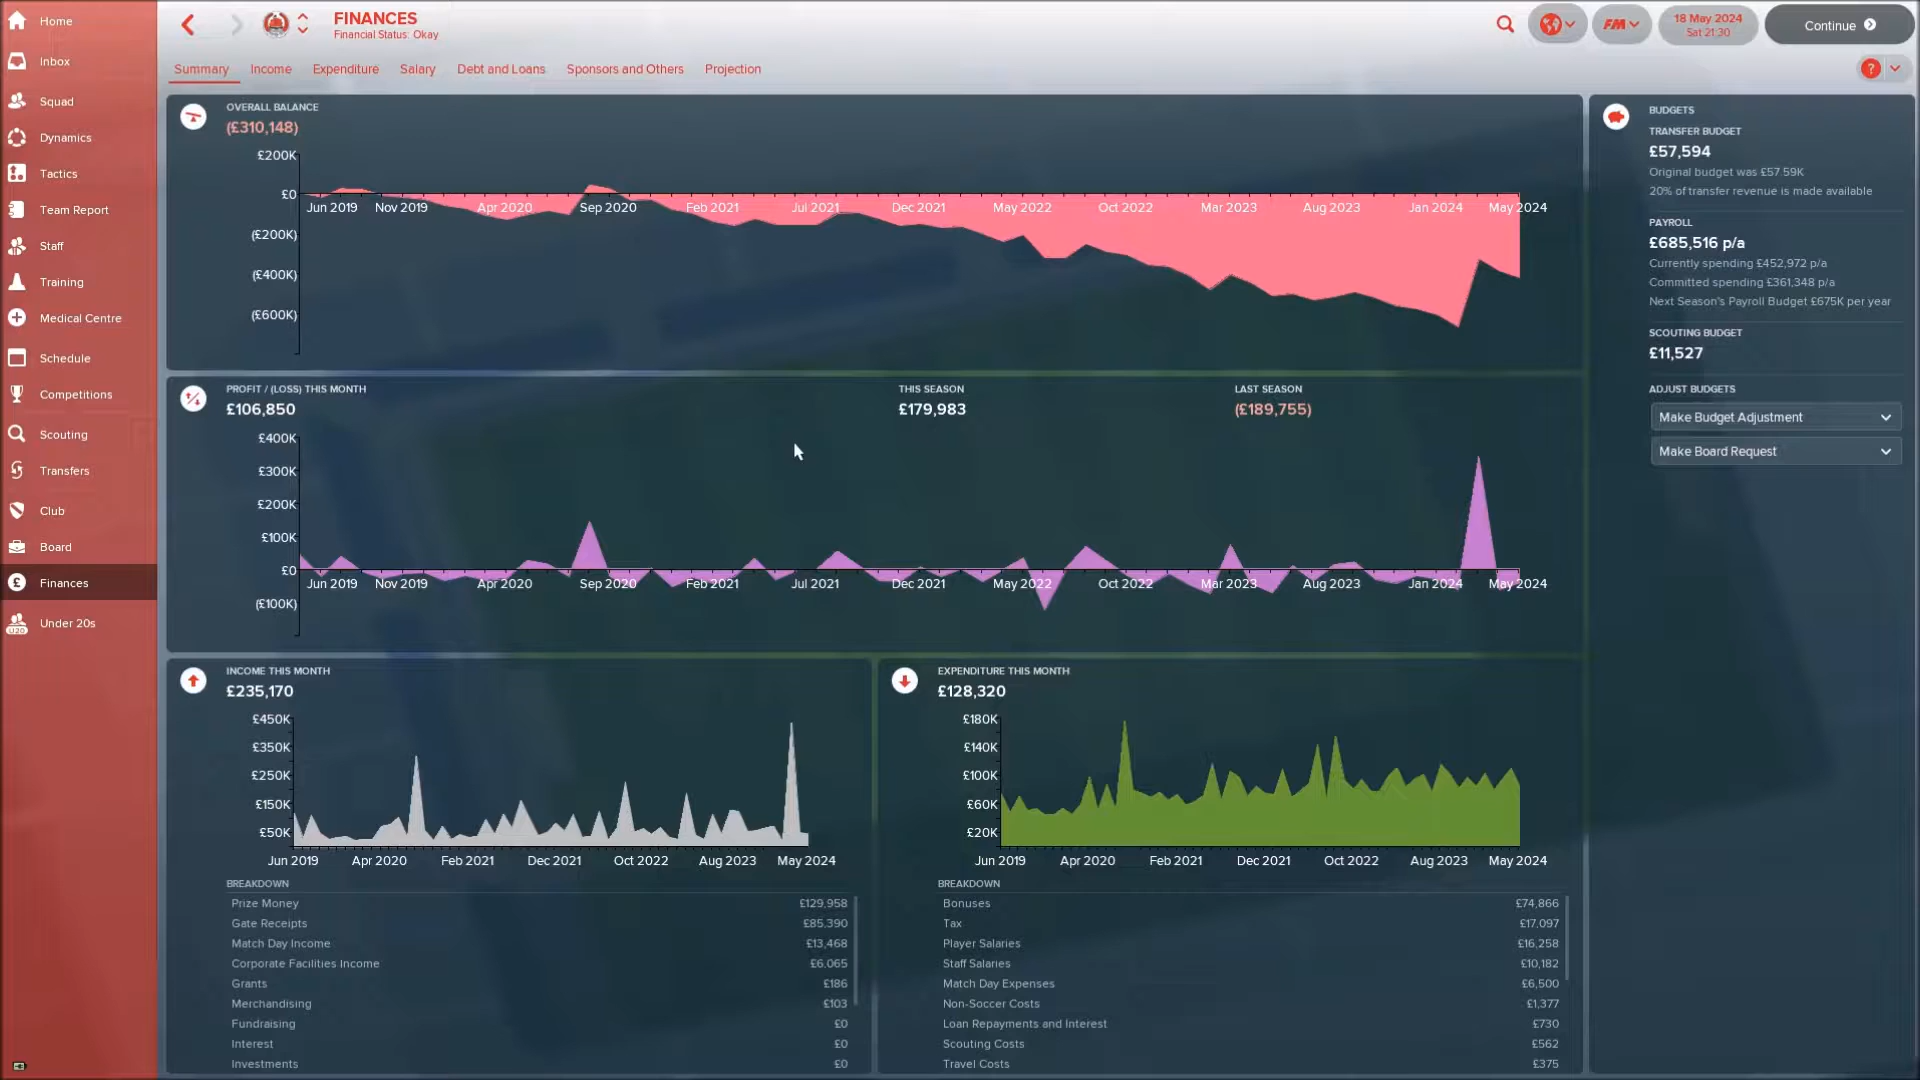 Home
Inbox
Squad
Dynamics
Tactics
Team Report
Staff
Training
Medical Centre
Schedule
Competitions
Scouting
Transfers
Club
Board
Finances
U20
Under 20s
FINANCES
Financial Status: Okay
FM
18 May 2024
Sat 21:30
Continue
Summary Income Expenditure Salary Debt and Loans Sponsors and Others Projection
?
OVERALL BALANCE
(£310,148)
£200K
£0
(£200K)
(£400K)
(£600K)
Jun 2019 Nov 2019 Apr 2020 Sep 2020 Feb 2021 Jul 2021 Dec 2021 May 2022 Oct 2022 Mar 2023 Aug 2023 Jan 2024 May 2024
PROFIT / (LOSS) THIS MONTH
£106,850
THIS SEASON
£179,983
LAST SEASON
(£189,755)
£400K
£300K
£200K
£100K
£0
(£100K)
Jun 2019 Nov 2019 Apr 2020 Sep 2020 Feb 2021 Jul 2021 Dec 2021 May 2022 Oct 2022 Mar 2023 Aug 2023 Jan 2024 May 2024
INCOME THIS MONTH
£235,170
£450K
£350K
£250K
£150K
£50K
Jun 2019 Apr 2020 Feb 2021 Dec 2021 Oct 2022 Aug 2023 May 2024
BREAKDOWN
Prize Money £129,958
Gate Receipts £85,390
Match Day Income £13,468
Corporate Facilities Income £6,065
Grants £186
Merchandising £103
Fundraising £0
Interest £0
Investments £0
EXPENDITURE THIS MONTH
£128,320
£180K
£140K
£100K
£60K
£20K
Jun 2019 Apr 2020 Feb 2021 Dec 2021 Oct 2022 Aug 2023 May 2024
BREAKDOWN
Bonuses £74,866
Tax £17,097
Player Salaries £16,258
Staff Salaries £10,182
Match Day Expenses £6,500
Non-Soccer Costs £1,377
Loan Repayments and Interest £730
Scouting Costs £562
Travel Costs £375
BUDGETS
TRANSFER BUDGET
£57,594
Original budget was £57.59K
20% of transfer revenue is made available
PAYROLL
£685,516 p/a
Currently spending £452,972 p/a
Committed spending £361,348 p/a
Next Season's Payroll Budget £675K per year
SCOUTING BUDGET
£11,527
ADJUST BUDGETS
Make Budget Adjustment
Make Board Request